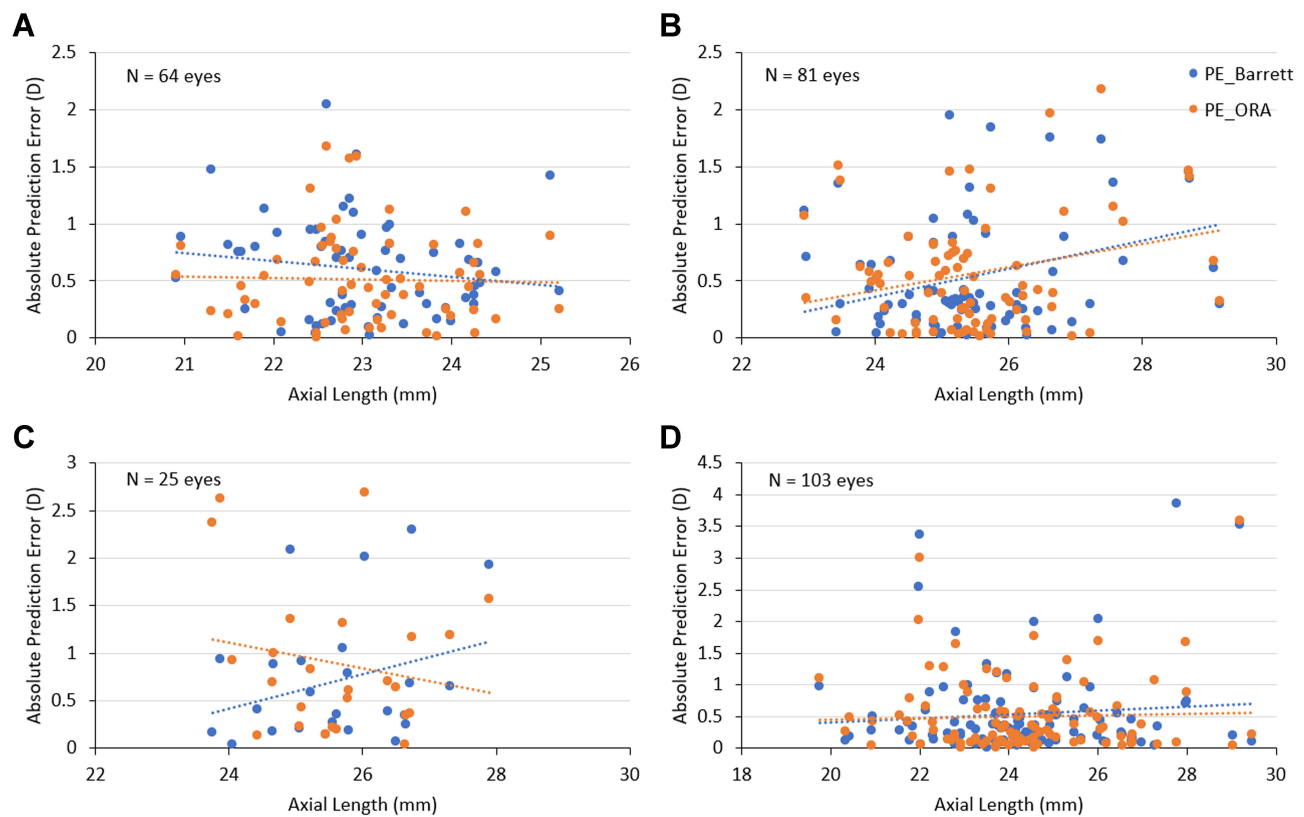 A
Absolute Prediction Error (D)
N = 64 eyes
2.5
2
1.5
1
0.5
0
20 21 22 23 24 25 26
Axial Length (mm)
B
Absolute Prediction Error (D)
N = 81 eyes
PE_Barrett
PE_ORA
2.5
2
1.5
1
0.5
0
22 24 26 28 30
Axial Length (mm)
C
Absolute Prediction Error (D)
N = 25 eyes
3
2.5
2
1.5
1
0.5
0
22 24 26 28 30
Axial Length (mm)
D
Absolute Prediction Error (D)
N = 103 eyes
4.5
4
3.5
3
2.5
2
1.5
1
0.5
0
18 20 22 24 26 28 30
Axial Length (mm)